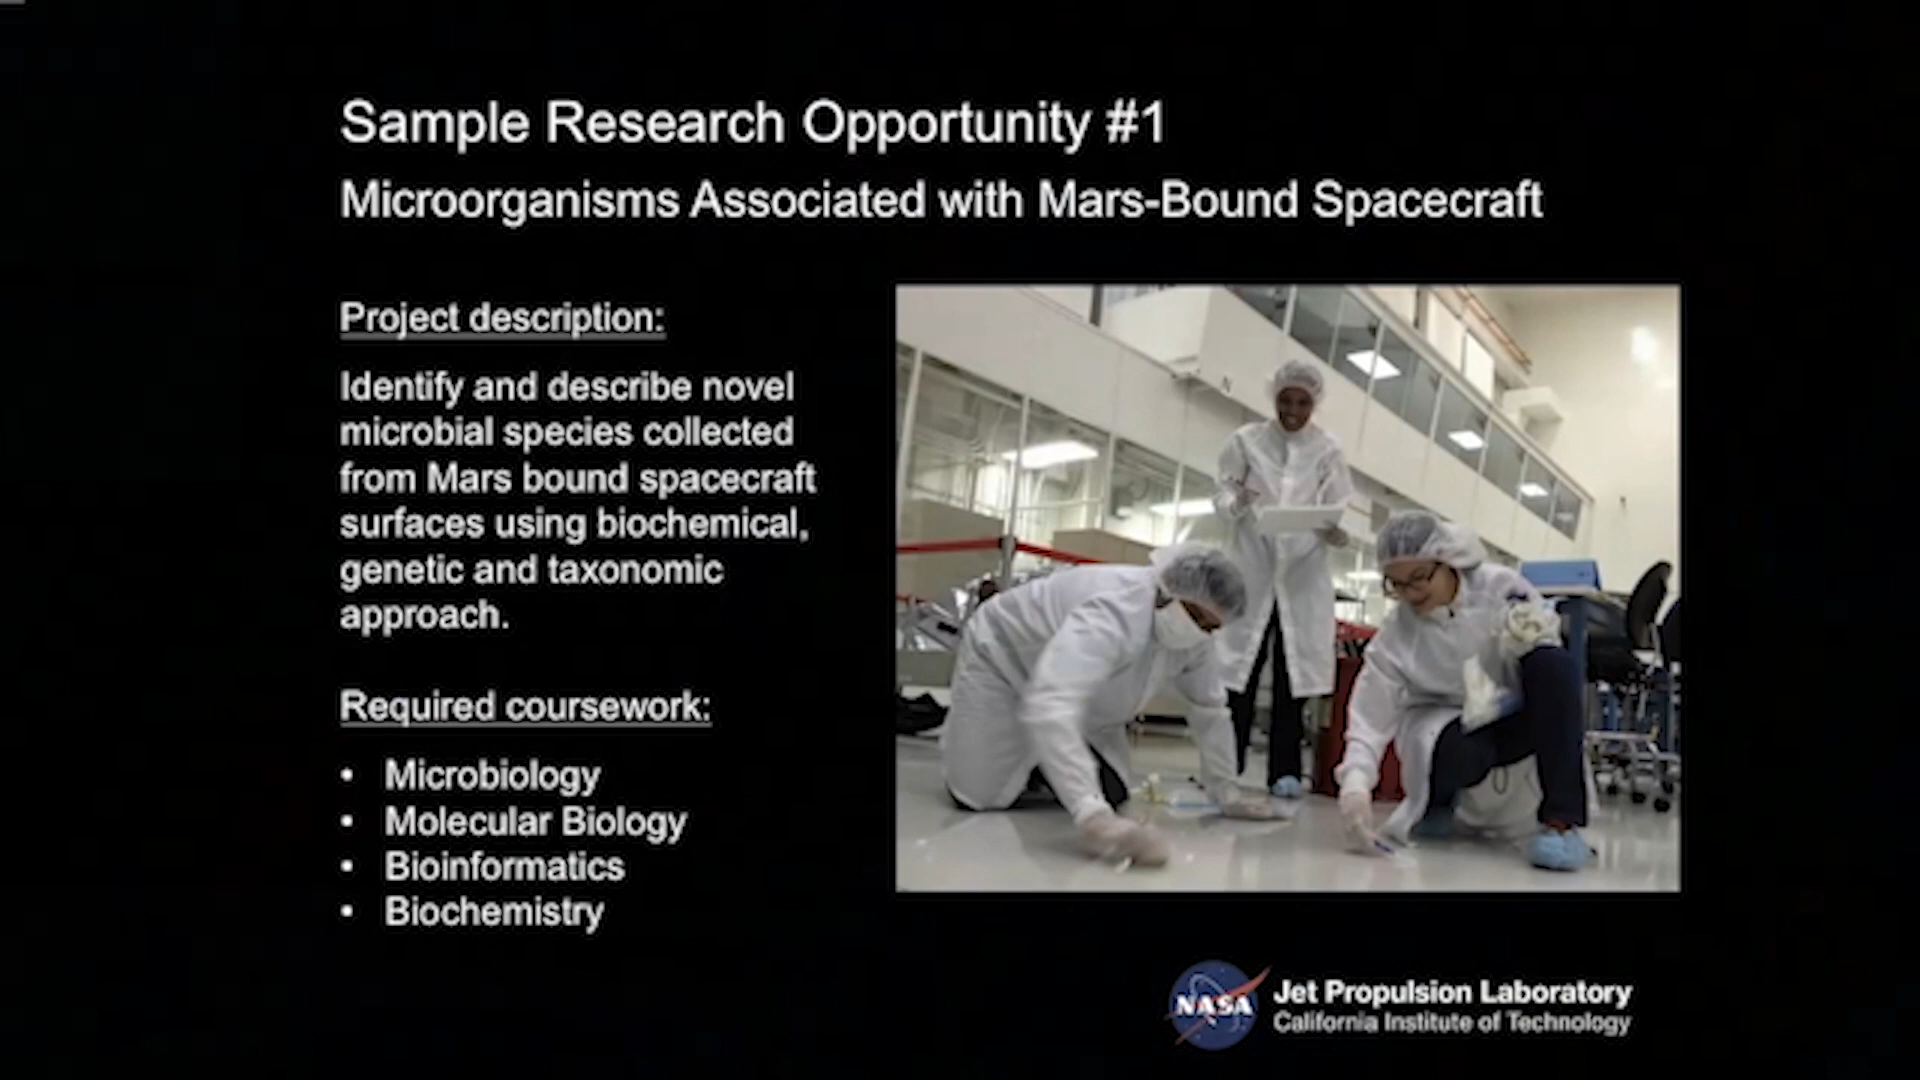 Sample Research Opportunity #1
Microorganisms Associated with Mars-Bound Spacecraft
Project description:
Identify and describe novel
microbial species collected
from Mars bound spacecraft
surfaces using biochemical,
genetic and taxonomic
approach.
Required coursework:
• Microbiology
• Molecular Biology
• Bioinformatics
• Biochemistry
NASA
Jet Propulsion Laboratory
California Institute of Technology